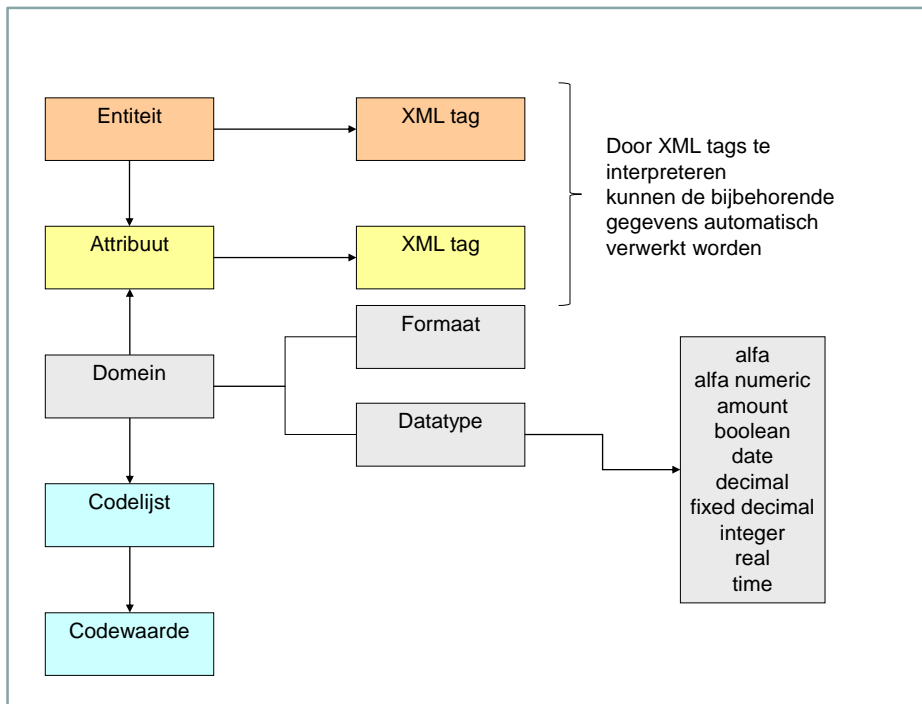 Entiteit
XML tag
Door XML tags te
interpreteren
kunnen de bijbehorende
gegevens automatisch
verwerkt worden
Attribuut
XML tag
Formaat
Domein
Datatype
alfa
alfa numeric
amount
boolean
date
decimal
fixed decimal
integer
real
time
Codelijst
Codewaarde